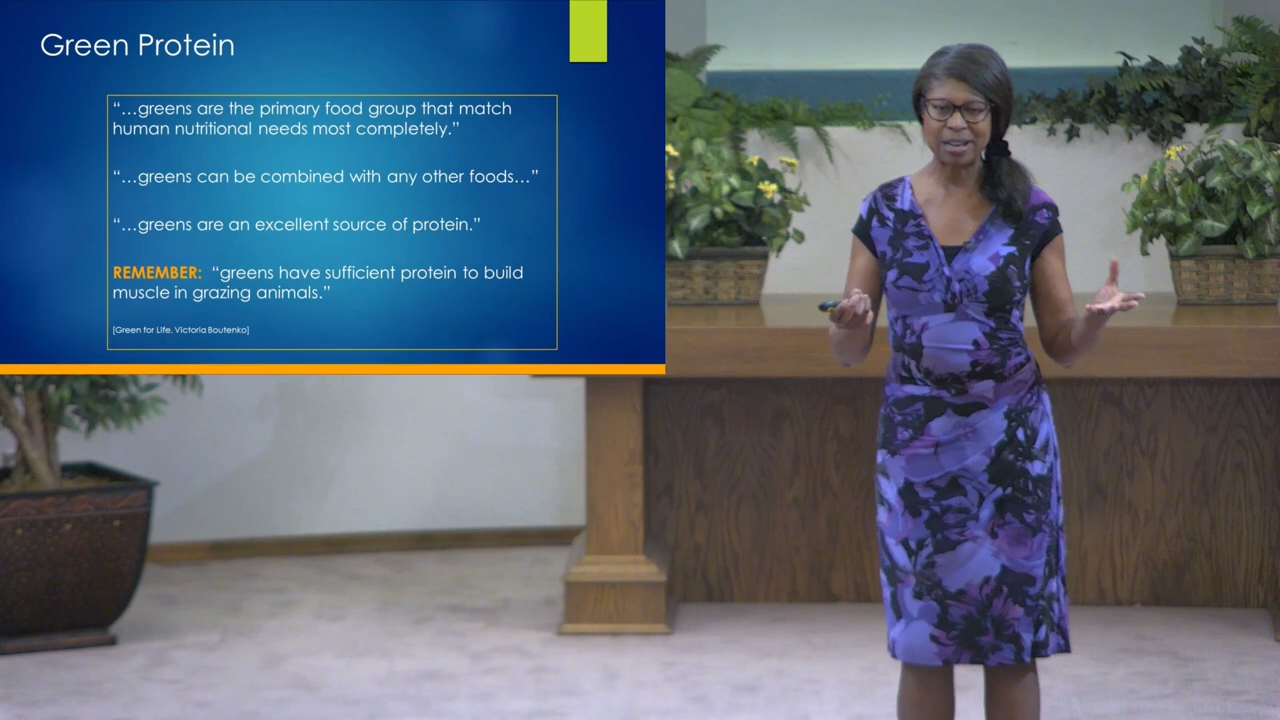 Green Protein
“…greens are the primary food group that match
human nutritional needs most completely.”
“…greens can be combined with any other foods…”
“…greens are an excellent source of protein.”
REMEMBER:  “greens have sufficient protein to build
muscle in grazing animals.”
[Green for Life, Victoria Boutenko]